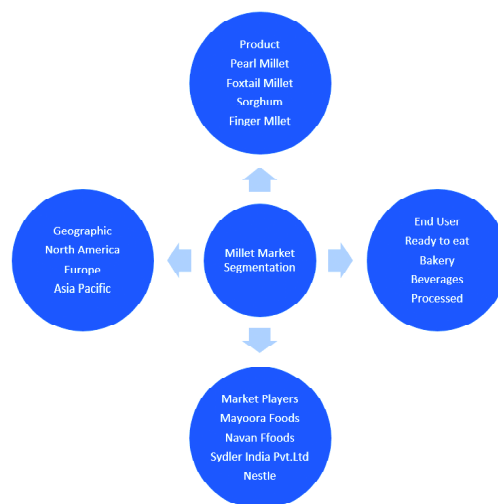 Product
Pearl Millet
Foxtail Millet
Sorghum
Finger Mllet
Geographic
North America
Europe
Asia Pacific
Millet Market
Segmentation
End User
Ready to eat
Bakery
Beverages
Processed
Market Players
Mayoora Foods
Navan Ffoods
Sydler India Pvt.Ltd
Nestle